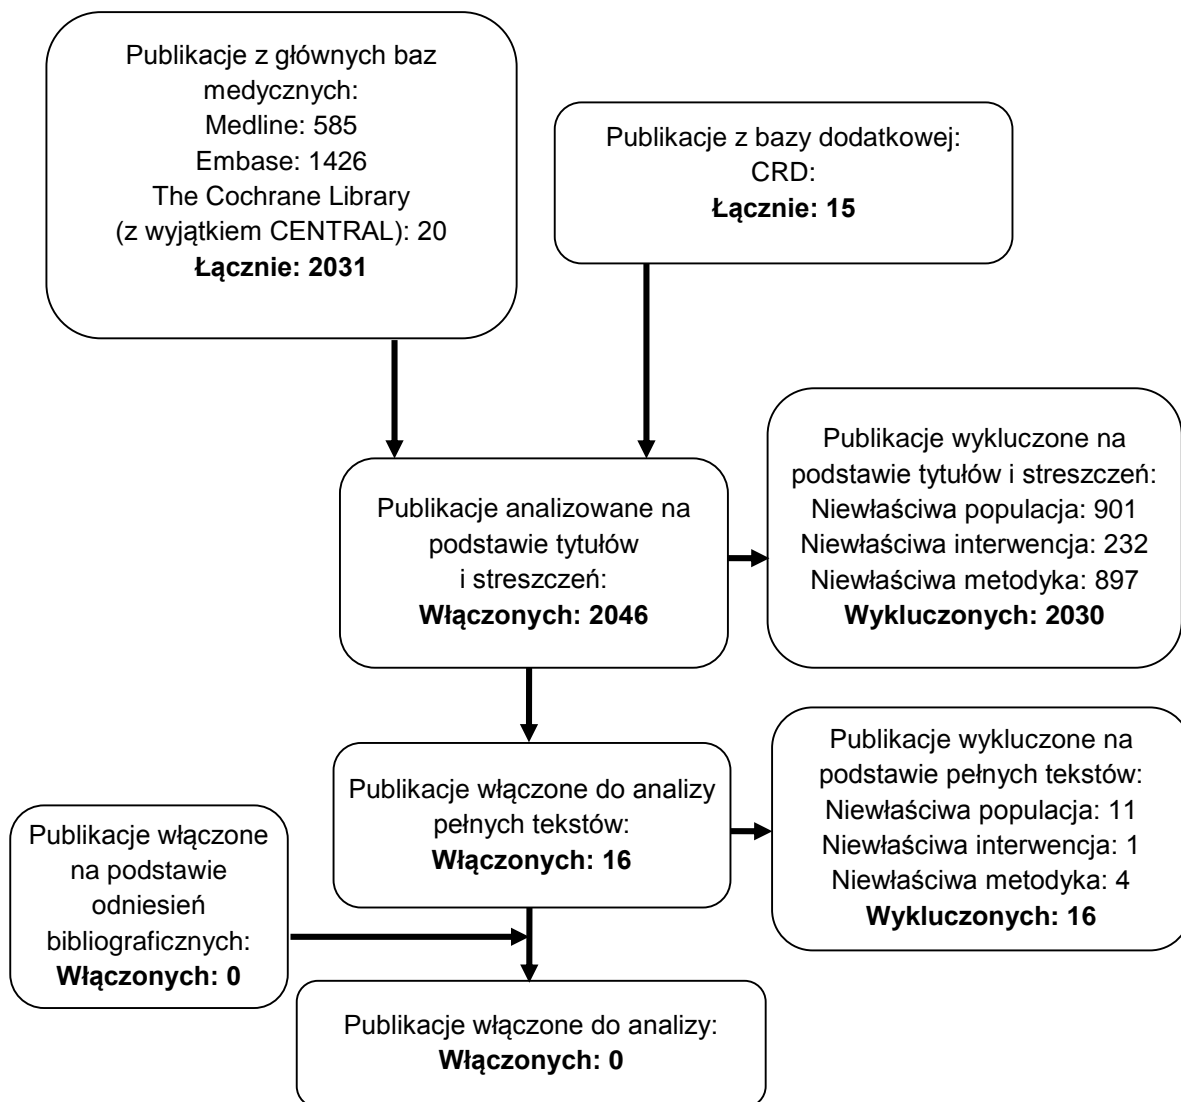 Publikacje z głównych baz
medycznych:
Medline: 585
Embase: 1426
The Cochrane Library
(z wyjątkiem CENTRAL): 20
Łącznie: 2031
Publikacje z bazy dodatkowej:
CRD:
Łącznie: 15
Publikacje analizowane na
podstawie tytułów
i streszczeń:
Włączonych: 2046
Publikacje wykluczone na
podstawie tytułów i streszczeń:
Niewłaściwa populacja: 901
Niewłaściwa interwencja: 232
Niewłaściwa metodyka: 897
Wykluczonych: 2030
Publikacje włączone do analizy
pełnych tekstów:
Włączonych: 16
Publikacje wykluczone na
podstawie pełnych tekstów:
Niewłaściwa populacja: 11
Niewłaściwa interwencja: 1
Niewłaściwa metodyka: 4
Wykluczonych: 16
Publikacje włączone
na podstawie
odniesień
bibliograficznych:
Włączonych: 0
Publikacje włączone do analizy:
Włączonych: 0